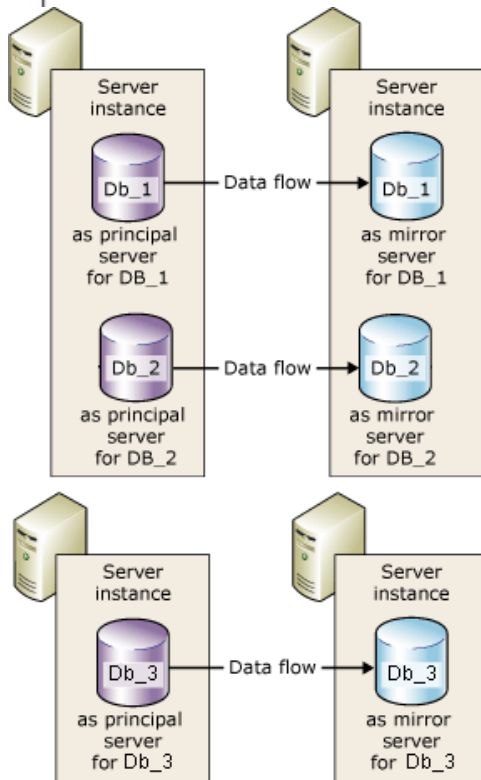 Server
instance
Server
instance
Db_1
Data flow
Db_1
as principal
server
for DB_1
as mirror
server
for DB_1
Db_2
Data flow
Db_2
as principal
server
for DB_2
as mirror
server
for DB_2
Server
instance
Server
instance
Db_3
Data flow
Db_3
as principal
server
for Db_3
as mirror
server
for Db_3